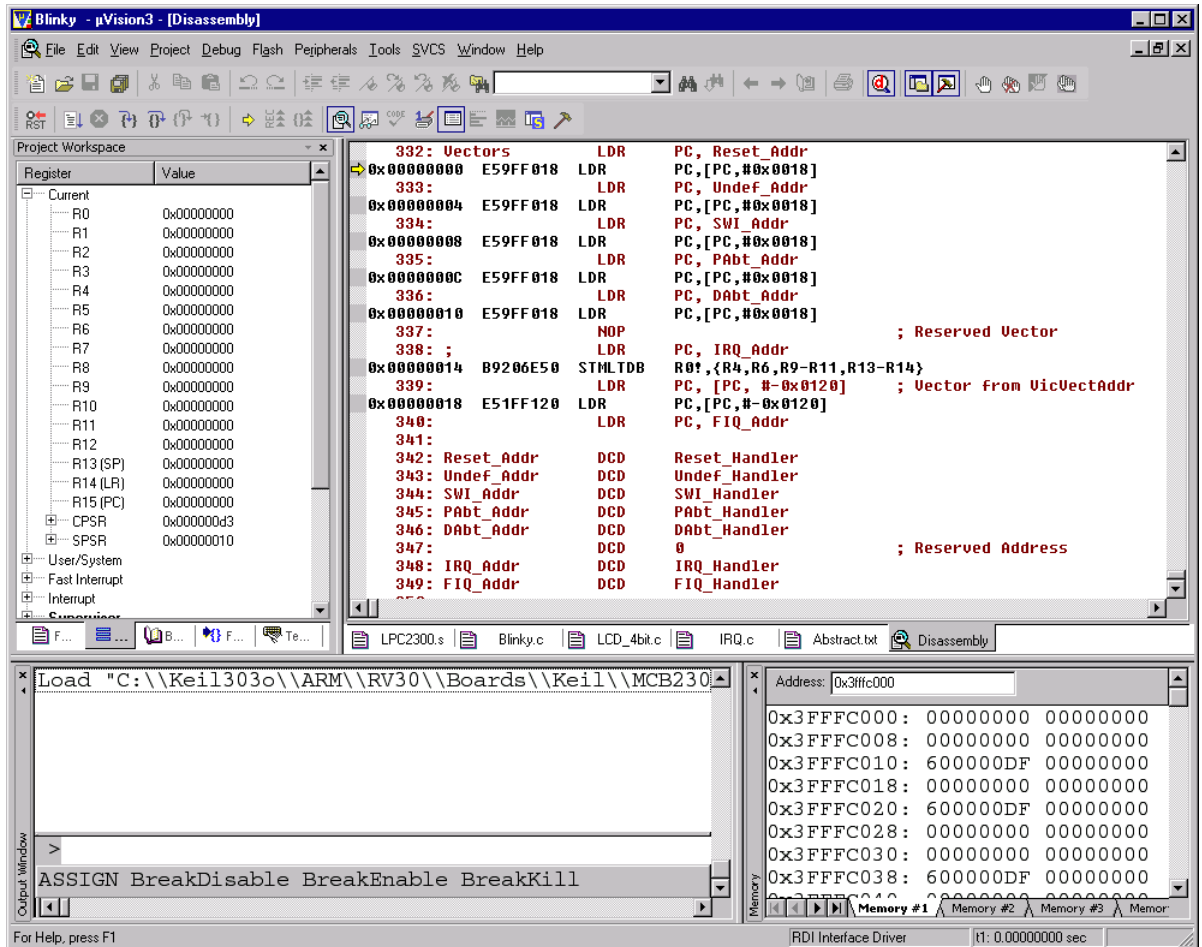 Blinky - µVision3 - [Disassembly]
File Edit View Project Debug Flash Peripherals Tools SVCS Window Help
RST
CODE
Project Workspace
Register Value
Current
R0 0x00000000
R1 0x00000000
R2 0x00000000
R3 0x00000000
R4 0x00000000
R5 0x00000000
R6 0x00000000
R7 0x00000000
R8 0x00000000
R9 0x00000000
R10 0x00000000
R11 0x00000000
R12 0x00000000
R13 (SP) 0x00000000
R14 (LR) 0x00000000
R15 (PC) 0x00000000
CPSR 0x000000d3
SPSR 0x00000010
User/System
Fast Interrupt
Interrupt
Supervisor
F... ... B... F... Te...
332: Vectors LDR PC, Reset_Addr
0x00000000 E59FF018 LDR PC,[PC,#0x0018]
333: LDR PC, Undef_Addr
0x00000004 E59FF018 LDR PC,[PC,#0x0018]
334: LDR PC, SWI_Addr
0x00000008 E59FF018 LDR PC,[PC,#0x0018]
335: LDR PC, PAbt_Addr
0x0000000C E59FF018 LDR PC,[PC,#0x0018]
336: LDR PC, DAbt_Addr
0x00000010 E59FF018 LDR PC,[PC,#0x0018]
337: NOP ; Reserved Vector
338: ; LDR PC, IRQ_Addr
0x00000014 B9206E50 STMLTDB R0!,{R4,R6,R9-R11,R13-R14}
339: LDR PC, [PC, #-0x0120] ; Vector from VicVectAddr
0x00000018 E51FF120 LDR PC,[PC,#-0x0120]
340: LDR PC, FIQ_Addr
341:
342: Reset_Addr DCD Reset_Handler
343: Undef_Addr DCD Undef_Handler
344: SWI_Addr DCD SWI_Handler
345: PAbt_Addr DCD PAbt_Handler
346: DAbt_Addr DCD DAbt_Handler
347: DCD 0 ; Reserved Address
348: IRQ_Addr DCD IRQ_Handler
349: FIQ_Addr DCD FIQ_Handler
LPC2300.s Blinky.c LCD_4bit.c IRQ.c Abstract.txt Disassembly
Load "C:\\Keil303o\\ARM\\RV30\\Boards\\Keil\\MCB230
>
ASSIGN BreakDisable BreakEnable BreakKill
Output Window
Address: 0x3fffc000
0x3FFFC000: 00000000 00000000
0x3FFFC008: 00000000 00000000
0x3FFFC010: 600000DF 00000000
0x3FFFC018: 00000000 00000000
0x3FFFC020: 600000DF 00000000
0x3FFFC028: 00000000 00000000
0x3FFFC030: 00000000 00000000
0x3FFFC038: 600000DF 00000000
Memory #1 Memory #2 Memory #3 Memor
Memory
For Help, press F1
RDI Interface Driver t1: 0.00000000 sec